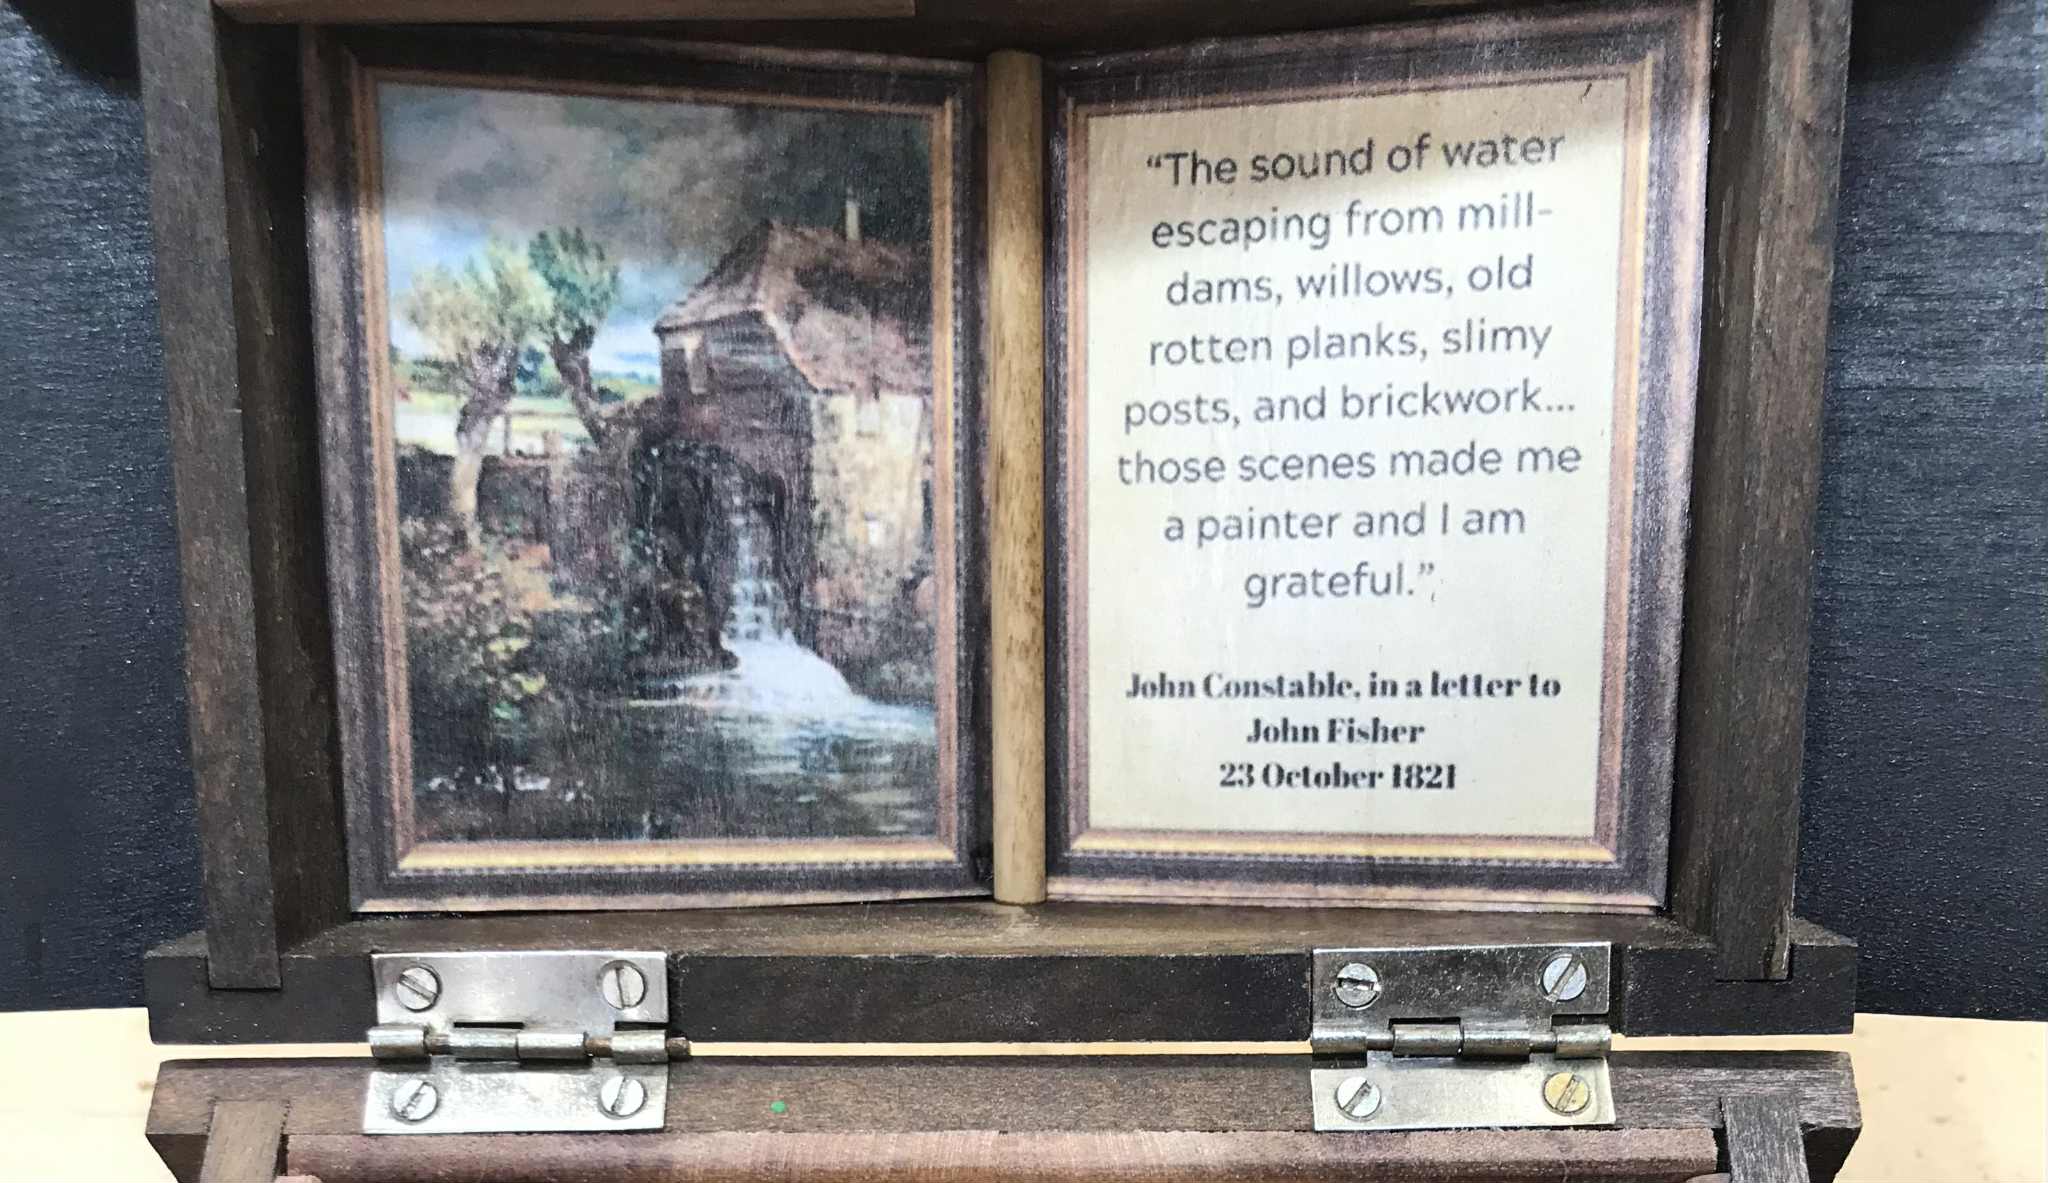 “The sound of water
escaping from mill-
dams, willows, old
rotten planks, slimy
posts, and brickwork...
those scenes made me
a painter and I am
grateful.”
John Constable, in a letter to
John Fisher
23 October 1821